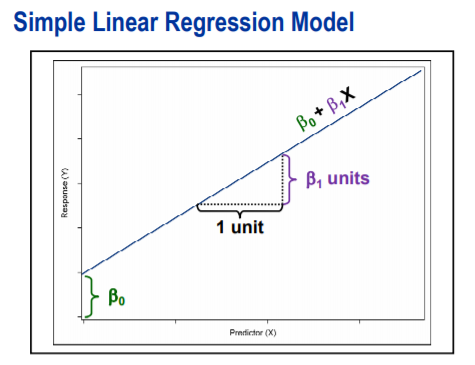 Simple Linear Regression Model
β₀ + β₁X
β₁ units
1 unit
β₀
Response (Y)
Predictor (X)